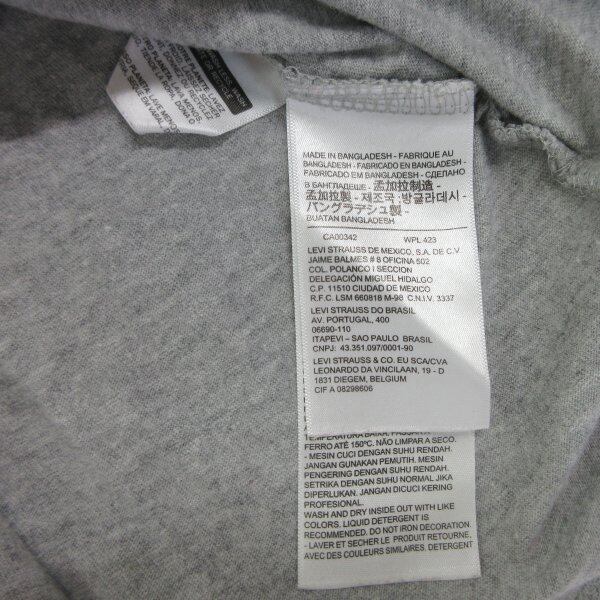 MADE IN BANGLADESH - FABRIQUE AU
BANGLADESH - FABRICADO EN BANGLADESH -
FABRICADO EM BANGLADESH - СДЕЛАНО
В БАНГЛАДЕШЕ - 孟加拉制造 -
孟加拉製 - 제조국 :방글라데시 -
バングラデシュ製 -
BUATAN BANGLADESH
CA00342 WPL 423
LEVI STRAUSS DE MEXICO, S.A. DE C.V.
JAIME BALMES # 8 OFICINA 502
COL. POLANCO I SECCION
DELEGACIÓN MIGUEL HIDALGO
C.P. 11510 CIUDAD DE MEXICO
R.F.C. LSM 660818 M-98 C.N.I.V. 3337
LEVI STRAUSS DO BRASIL
AV. PORTUGAL, 400
06690-110
ITAPEVI – SAO PAULO BRASIL
CNPJ: 43.351.097/0001-90
LEVI STRAUSS & CO. EU SCA/CVA
LEONARDO DA VINCILAAN, 19 - D
1831 DIEGEM, BELGIUM
CIF A 08298606
TEMPERATURA BAIXA. PASSAR A
FERRO ATÉ 150ºC. NÃO LIMPAR A SECO.
- MESIN CUCI DENGAN SUHU RENDAH.
JANGAN GUNAKAN PEMUTIH. MESIN
PENGERING DENGAN SUHU RENDAH.
SETRIKA DENGAN SUHU NORMAL JIKA
DIPERLUKAN. JANGAN DICUCI KERING
PROFESIONAL.
WASH AND DRY INSIDE OUT WITH LIKE
COLORS. LIQUID DETERGENT IS
RECOMMENDED. DO NOT IRON DECORATION.
- LAVER ET SECHER LE PRODUIT RETOURNE,
AVEC DES COULEURS SIMILAIRES. DETERGENT